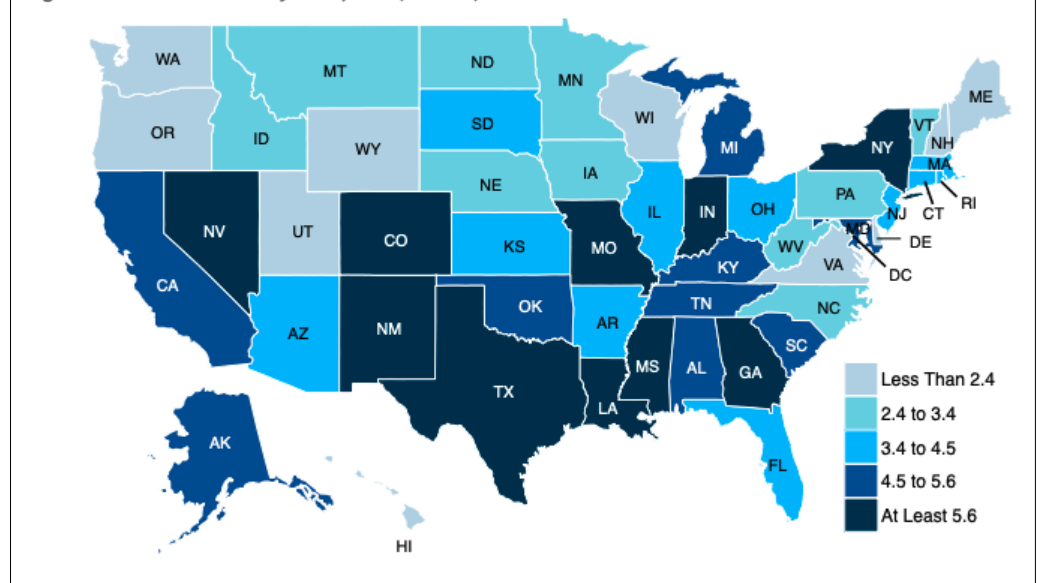 WA
MT
ND
MN
ME
OR
ID
WY
SD
WI
MI
NY
VT
NH
MA
RI
CT
NV
UT
CO
NE
IA
IL
IN
OH
PA
NJ
DE
MD
DC
CA
KS
MO
KY
WV
VA
AZ
NM
OK
AR
TN
NC
SC
TX
LA
MS
AL
GA
FL
AK
HI
Less Than 2.4
2.4 to 3.4
3.4 to 4.5
4.5 to 5.6
At Least 5.6